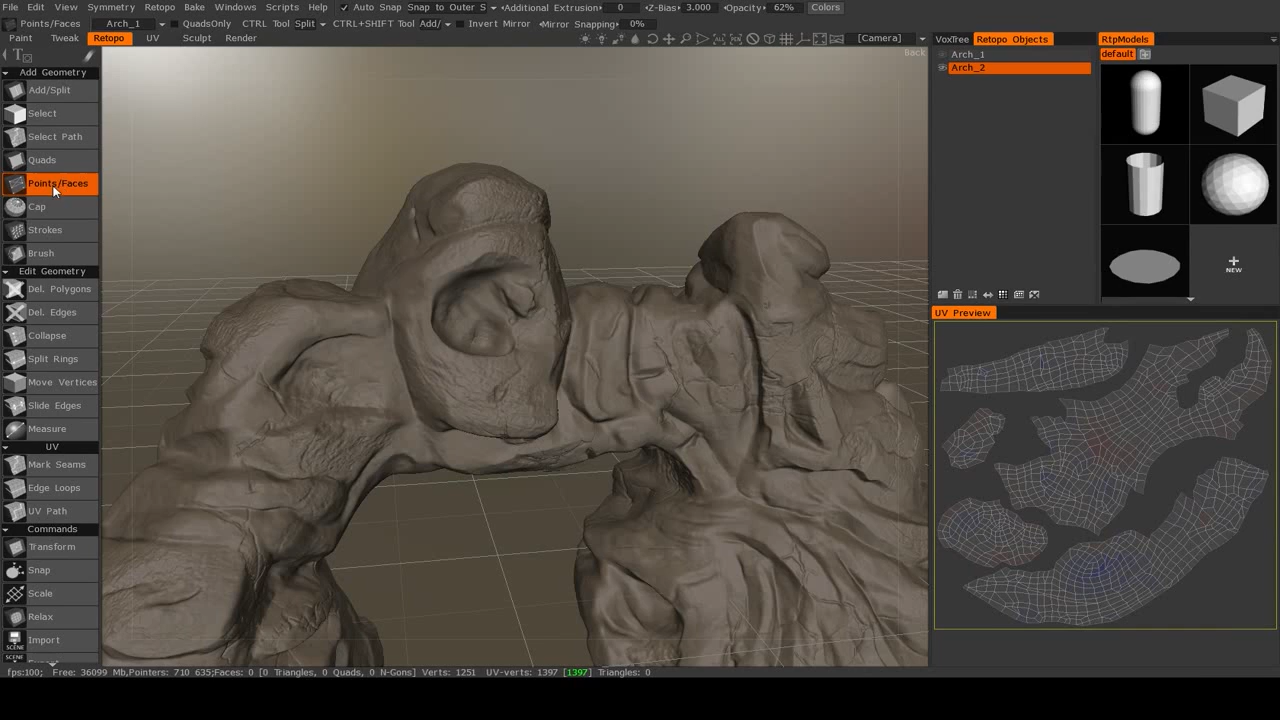 File Edit View Symmetry Retopo Bake Windows Scripts Help Auto Snap Snap to Outer S Additional Extrusion 0 Z-Bias 3.000 Opacity 62% Colors
Points/Faces Arch_1 QuadsOnly CTRL Tool Split CTRL+SHIFT Tool Add/ Invert Mirror Mirror Snapping 0%
Paint Tweak Retopo UV Sculpt Render [Camera]
Back
Add Geometry
Add/Split
Select
Select Path
Quads
Points/Faces
Cap
Strokes
Brush
Edit Geometry
Del. Polygons
Del. Edges
Collapse
Split Rings
Move Vertices
Slide Edges
Measure
UV
Mark Seams
Edge Loops
UV Path
Commands
Transform
Snap
Scale
Relax
Import
SCENE
SCENE
VoxTree Retopo Objects
Arch_1
Arch_2
RtpModels
default
NEW
UV Preview
fps:100; Free: 36099 Mb,Pointers: 710 635;Faces: 0 [0 Triangles, 0 Quads, 0 N-Gons] Verts: 1251 UV-verts: 1397 [1397] Triangles: 0